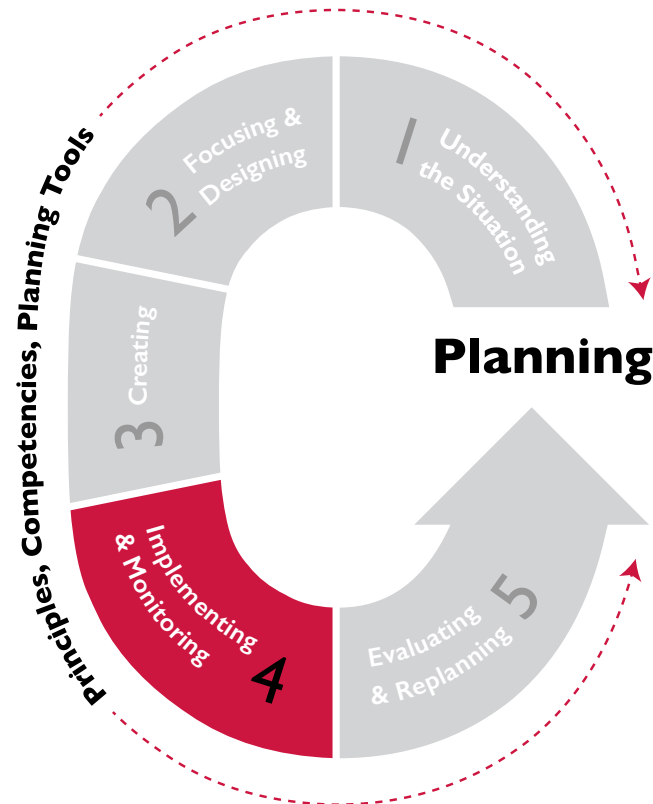 1
Understanding
the Situation
2
Focusing &
Designing
3
Creating
4
Implementing
& Monitoring
5
Evaluating
& Replanning
Planning
Principles, Competencies, Planning Tools